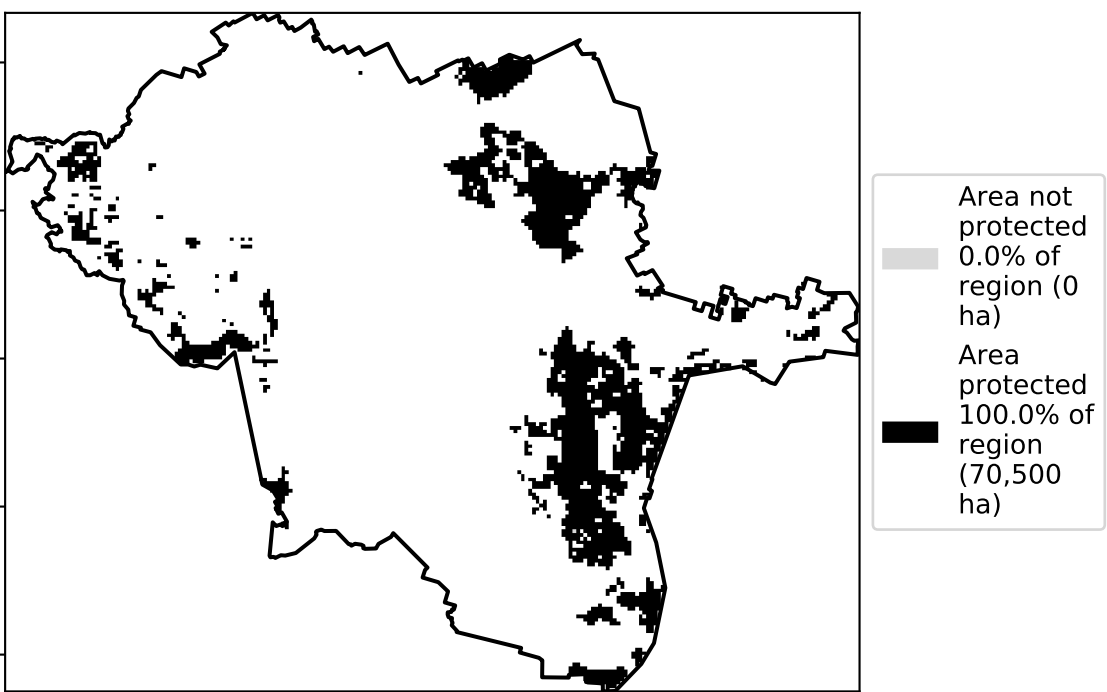 Area not
protected
0.0% of
region (0
ha)
Area
protected
100.0% of
region
(70,500
ha)